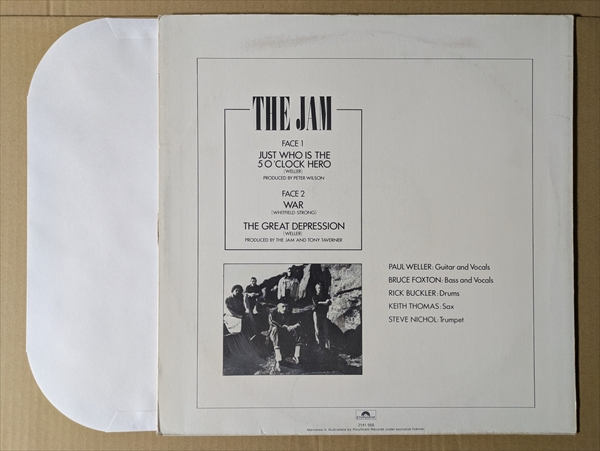 THE JAM
FACE 1
JUST WHO IS THE
5 O'CLOCK HERO
(WELLER)
PRODUCED BY PETER WILSON
FACE 2
WAR
(WHITFIELD-STRONG)
THE GREAT DEPRESSION
(WELLER)
PRODUCED BY THE JAM AND TONY TAVERNER
PAUL WELLER: Guitar and Vocals
BRUCE FOXTON: Bass and Vocals
RICK BUCKLER: Drums
KEITH THOMAS: Sax
STEVE NICHOL: Trumpet